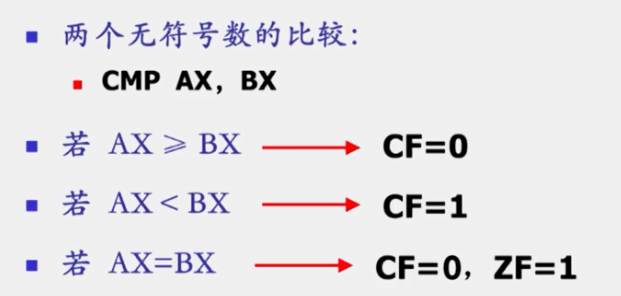 两个无符号数的比较:
CMP AX, BX
若 AX ⩾ BX → CF=0
若 AX < BX → CF=1
若 AX=BX → CF=0, ZF=1